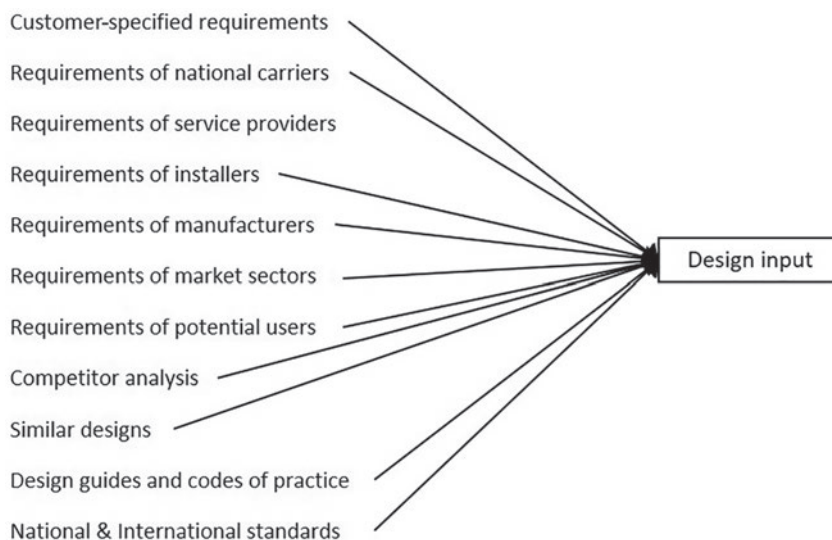 Customer-specified requirements
Requirements of national carriers
Requirements of service providers
Requirements of installers
Requirements of manufacturers
Requirements of market sectors
Requirements of potential users
Competitor analysis
Similar designs
Design guides and codes of practice
National & International standards
Design input